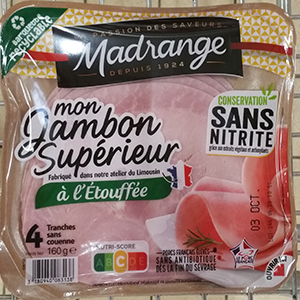 barquette
recyclable
PASSION DES SAVEURS
Madrange
DEPUIS 1924
mon
Jambon
Supérieur
Fabriqué dans notre atelier du Limousin
à l'Étouffée
CONSERVATION
SANS
NITRITE
03 OCT.
4 Tranches
sans
couenne
160g
NUTRI-SCORE
A B C D E
PORCS FRANÇAIS ÉLEVÉS
SANS ANTIBIOTIQUE
DÈS LA FIN DU SEVRAGE
OUVRIR